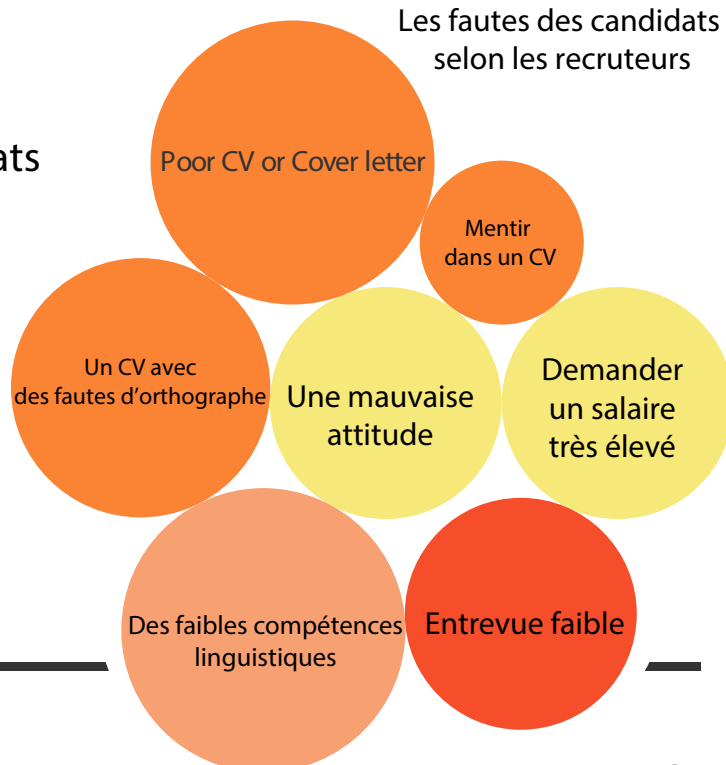 Les fautes des candidats
selon les recruteurs
ats
Poor CV or Cover letter
Mentir
dans un CV
Un CV avec
des fautes d'orthographe
Une mauvaise
attitude
Demander
un salaire
très élevé
Des faibles compétences
linguistiques
Entrevue faible